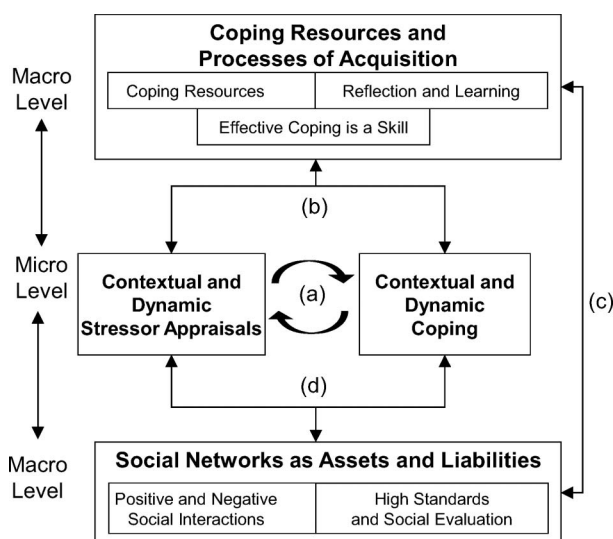 Coping Resources and
Processes of Acquisition
Macro
Level
Coping Resources
Reflection and Learning
Effective Coping is a Skill
(b)
Micro
Level
Contextual and
Dynamic
Stressor Appraisals
(a)
Contextual and
Dynamic
Coping
(c)
(d)
Macro
Level
Social Networks as Assets and Liabilities
Positive and Negative
Social Interactions
High Standards
and Social Evaluation